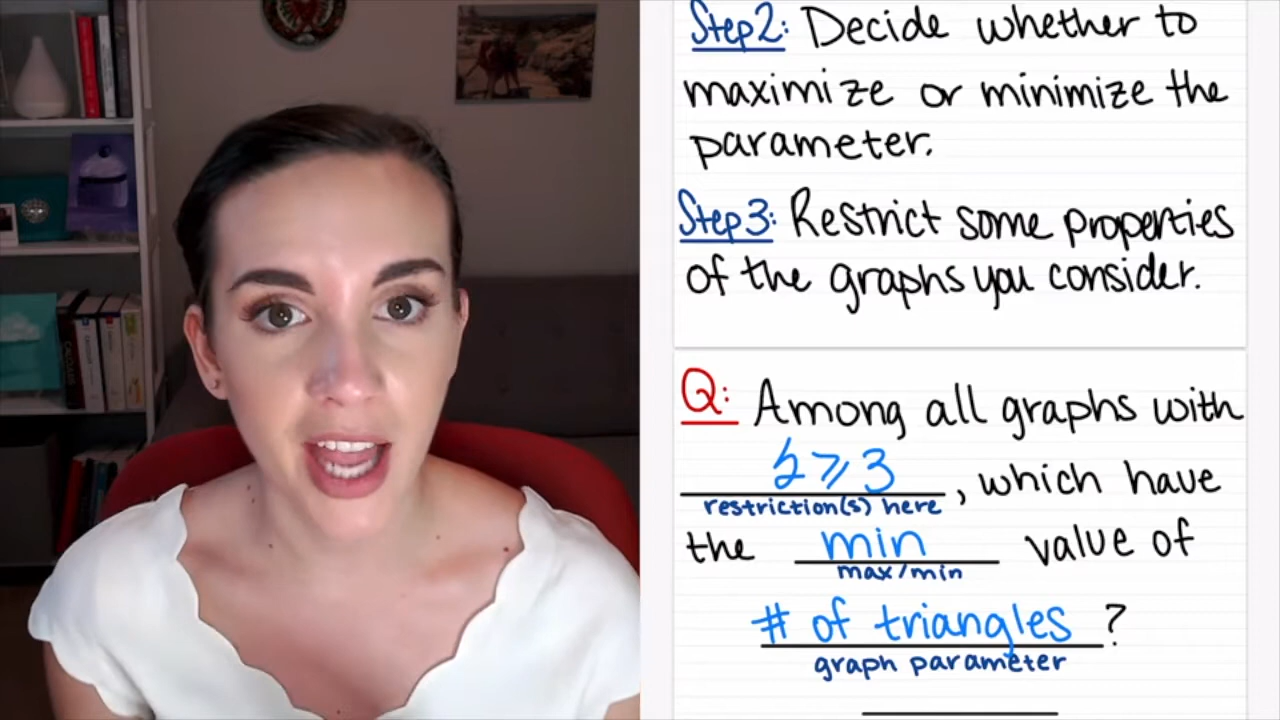 Step 2: Decide whether to
maximize or minimize the
parameter.
Step 3: Restrict some properties
of the graphs you consider.
Q: Among all graphs with
δ ⩾ 3, which have
restriction(s) here
the min value of
max/min
# of triangles?
graph parameter